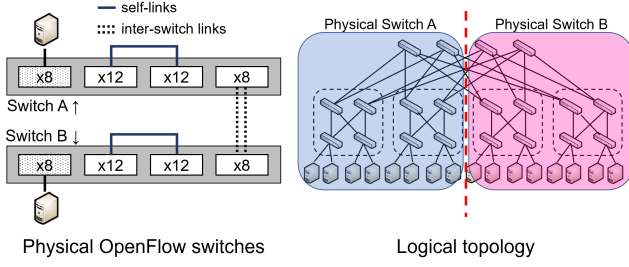 self-links
inter-switch links
x8 x12 x12 x8
Switch A ↑
Switch B ↓
x8 x12 x12 x8
Physical OpenFlow switches
Physical Switch A Physical Switch B
Logical topology